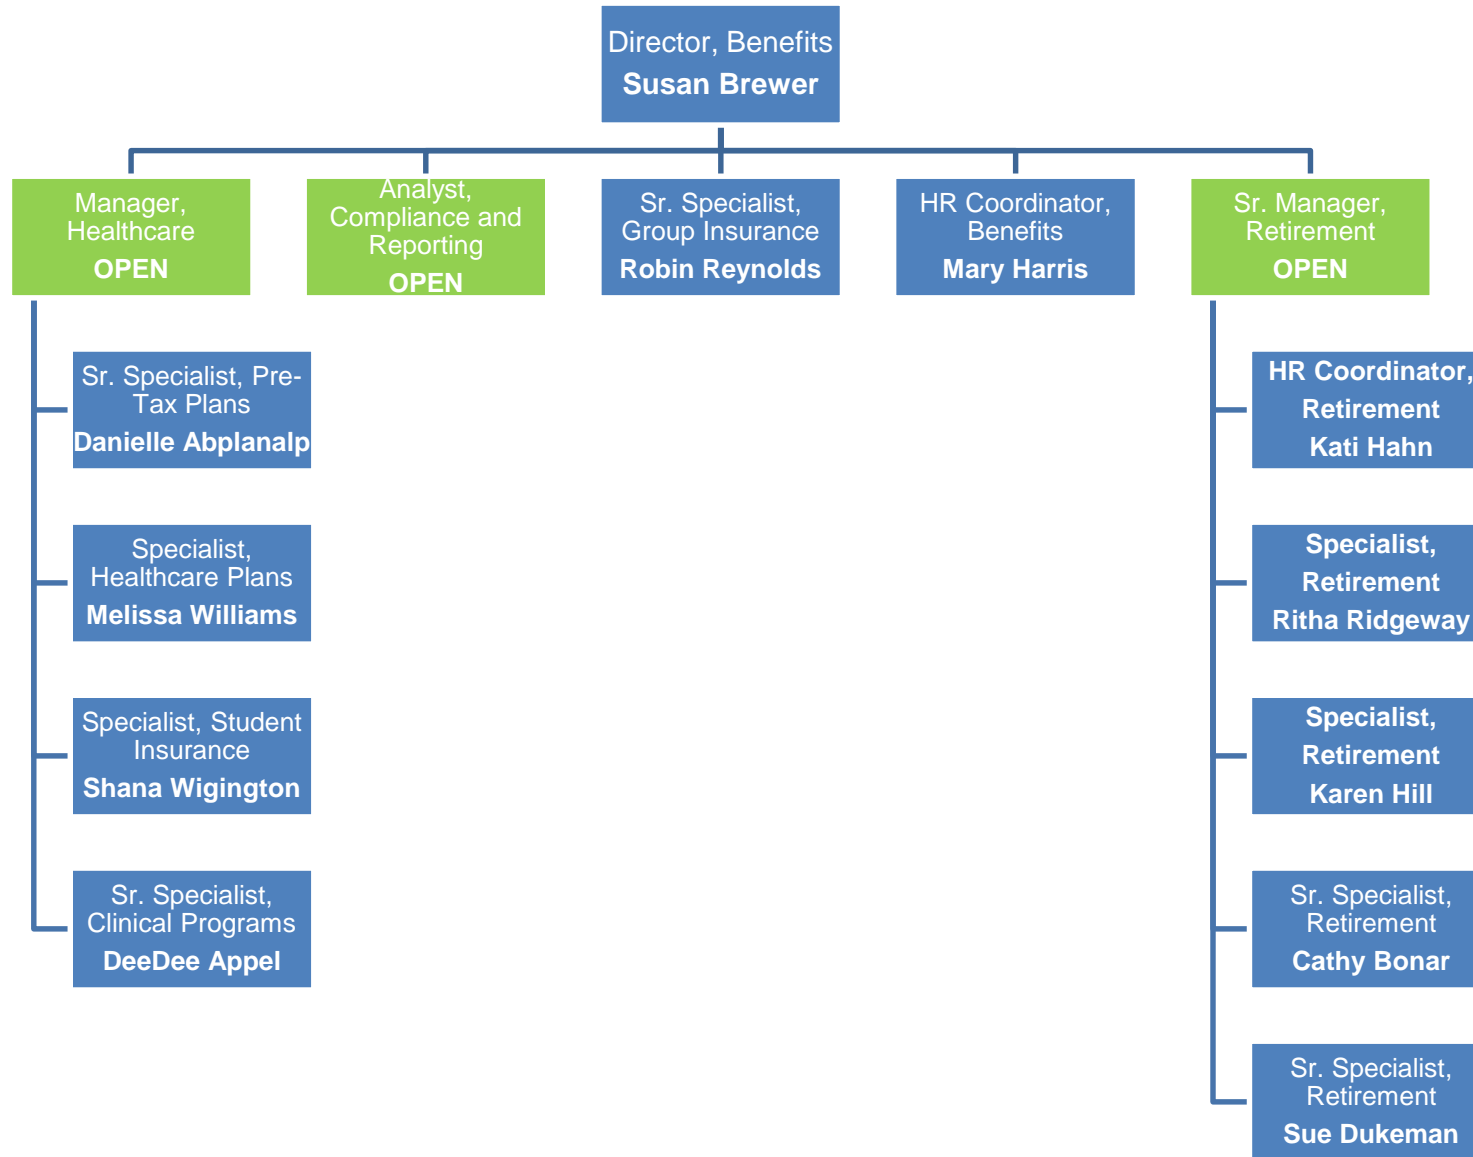 Director, Benefits
Susan Brewer
Manager,
Healthcare
OPEN
Analyst,
Compliance and
Reporting
OPEN
Sr. Specialist,
Group Insurance
Robin Reynolds
HR Coordinator,
Benefits
Mary Harris
Sr. Manager,
Retirement
OPEN
Sr. Specialist, Pre-
Tax Plans
Danielle Abplanalp
Specialist,
Healthcare Plans
Melissa Williams
Specialist, Student
Insurance
Shana Wigington
Sr. Specialist,
Clinical Programs
DeeDee Appel
HR Coordinator,
Retirement
Kati Hahn
Specialist,
Retirement
Ritha Ridgeway
Specialist,
Retirement
Karen Hill
Sr. Specialist,
Retirement
Cathy Bonar
Sr. Specialist,
Retirement
Sue Dukeman